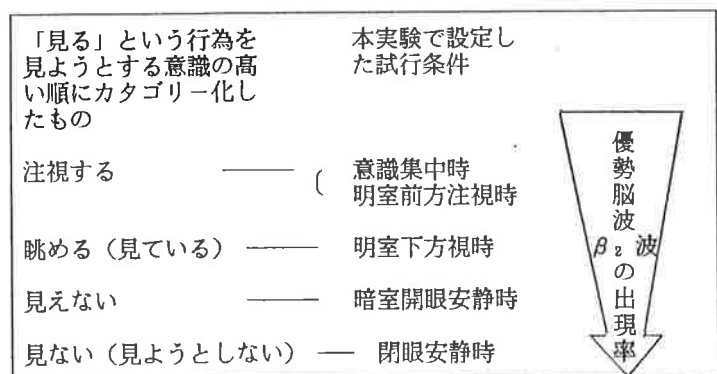 「見る」という行為を
見ようとする意識の高
い順にカタゴリー化し
たもの
本実験で設定し
た試行条件
注視する ─── ( 意識集中時
明室前方注視時
眺める（見ている） ─── 明室下方視時
見えない ─── 暗室開眼安静時
見ない（見ようとしない） ── 閉眼安静時
優勢脳波β₂波の出現率